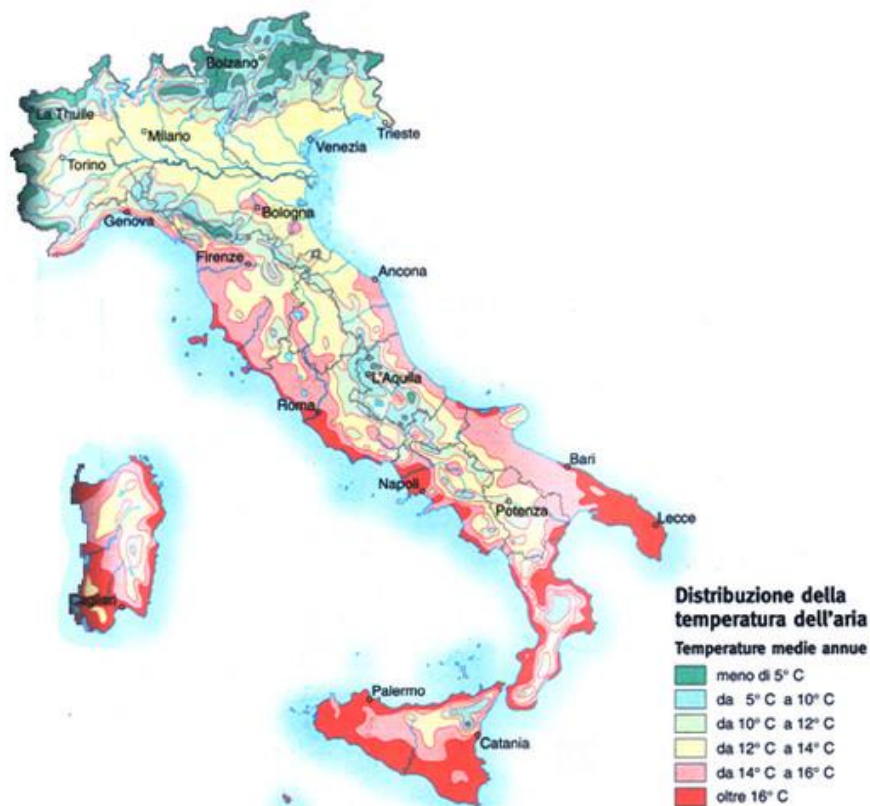 Bolzano
La Thuile
Milano
Trieste
Venezia
Torino
Bologna
Genova
Firenze
Ancona
L'Aquila
Roma
Bari
Napoli
Potenza
Lecce
Cagliari
Distribuzione della
temperatura dell'aria
Temperature medie annue
meno di 5° C
da 5° C a 10° C
da 10° C a 12° C
da 12° C a 14° C
da 14° C a 16° C
oltre 16° C
Palermo
Catania